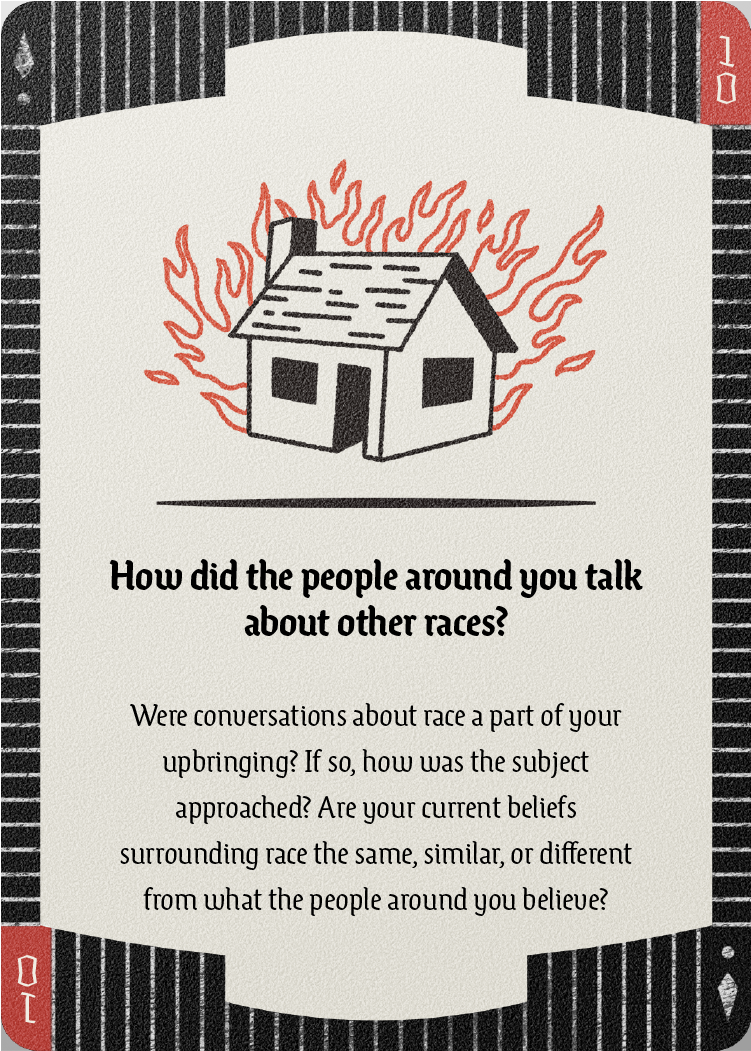 10
How did the people around you talk
about other races?
Were conversations about race a part of your
upbringing? If so, how was the subject
approached? Are your current beliefs
surrounding race the same, similar, or different
from what the people around you believe?
10